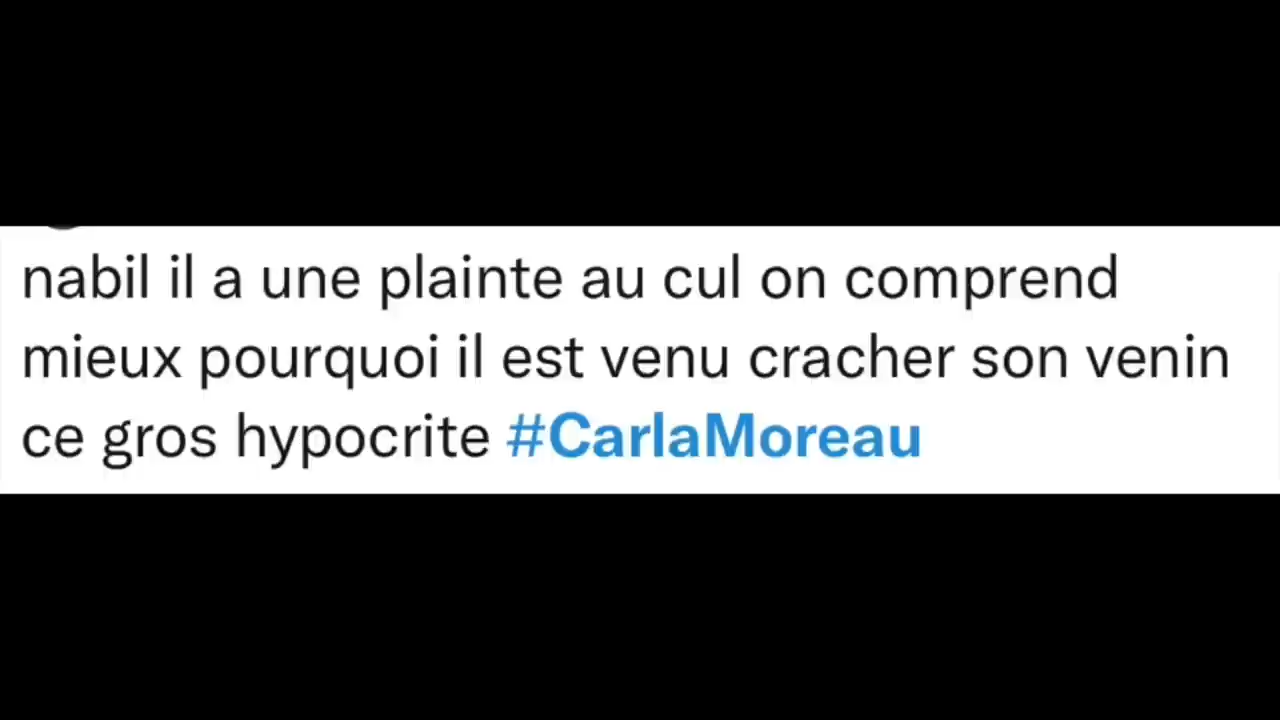 nabil il a une plainte au cul on comprend
mieux pourquoi il est venu cracher son venin
ce gros hypocrite #CarlaMoreau